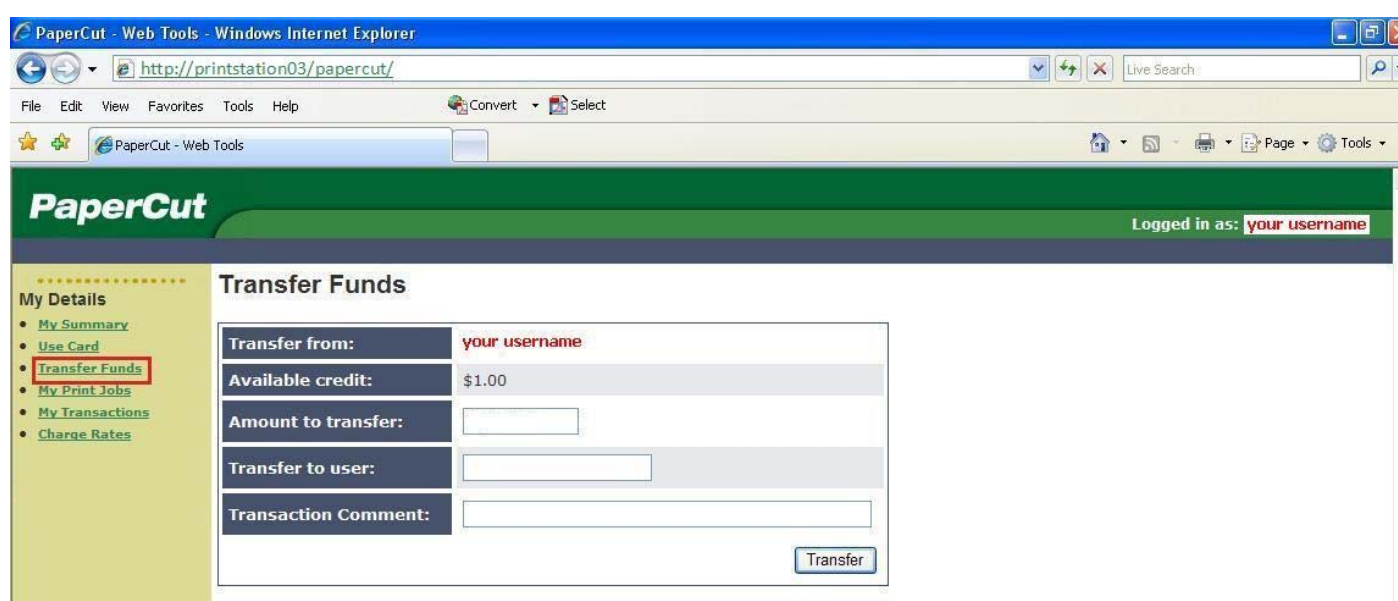 PaperCut - Web Tools - Windows Internet Explorer
http://printstation03/papercut/
Live Search
File Edit View Favorites Tools Help
Convert Select
PaperCut - Web Tools
Page Tools
PaperCut
Logged in as: your username
My Details
My Summary
Use Card
Transfer Funds
My Print Jobs
My Transactions
Charge Rates
Transfer Funds
Transfer from: your username
Available credit: $1.00
Amount to transfer:
Transfer to user:
Transaction Comment:
Transfer